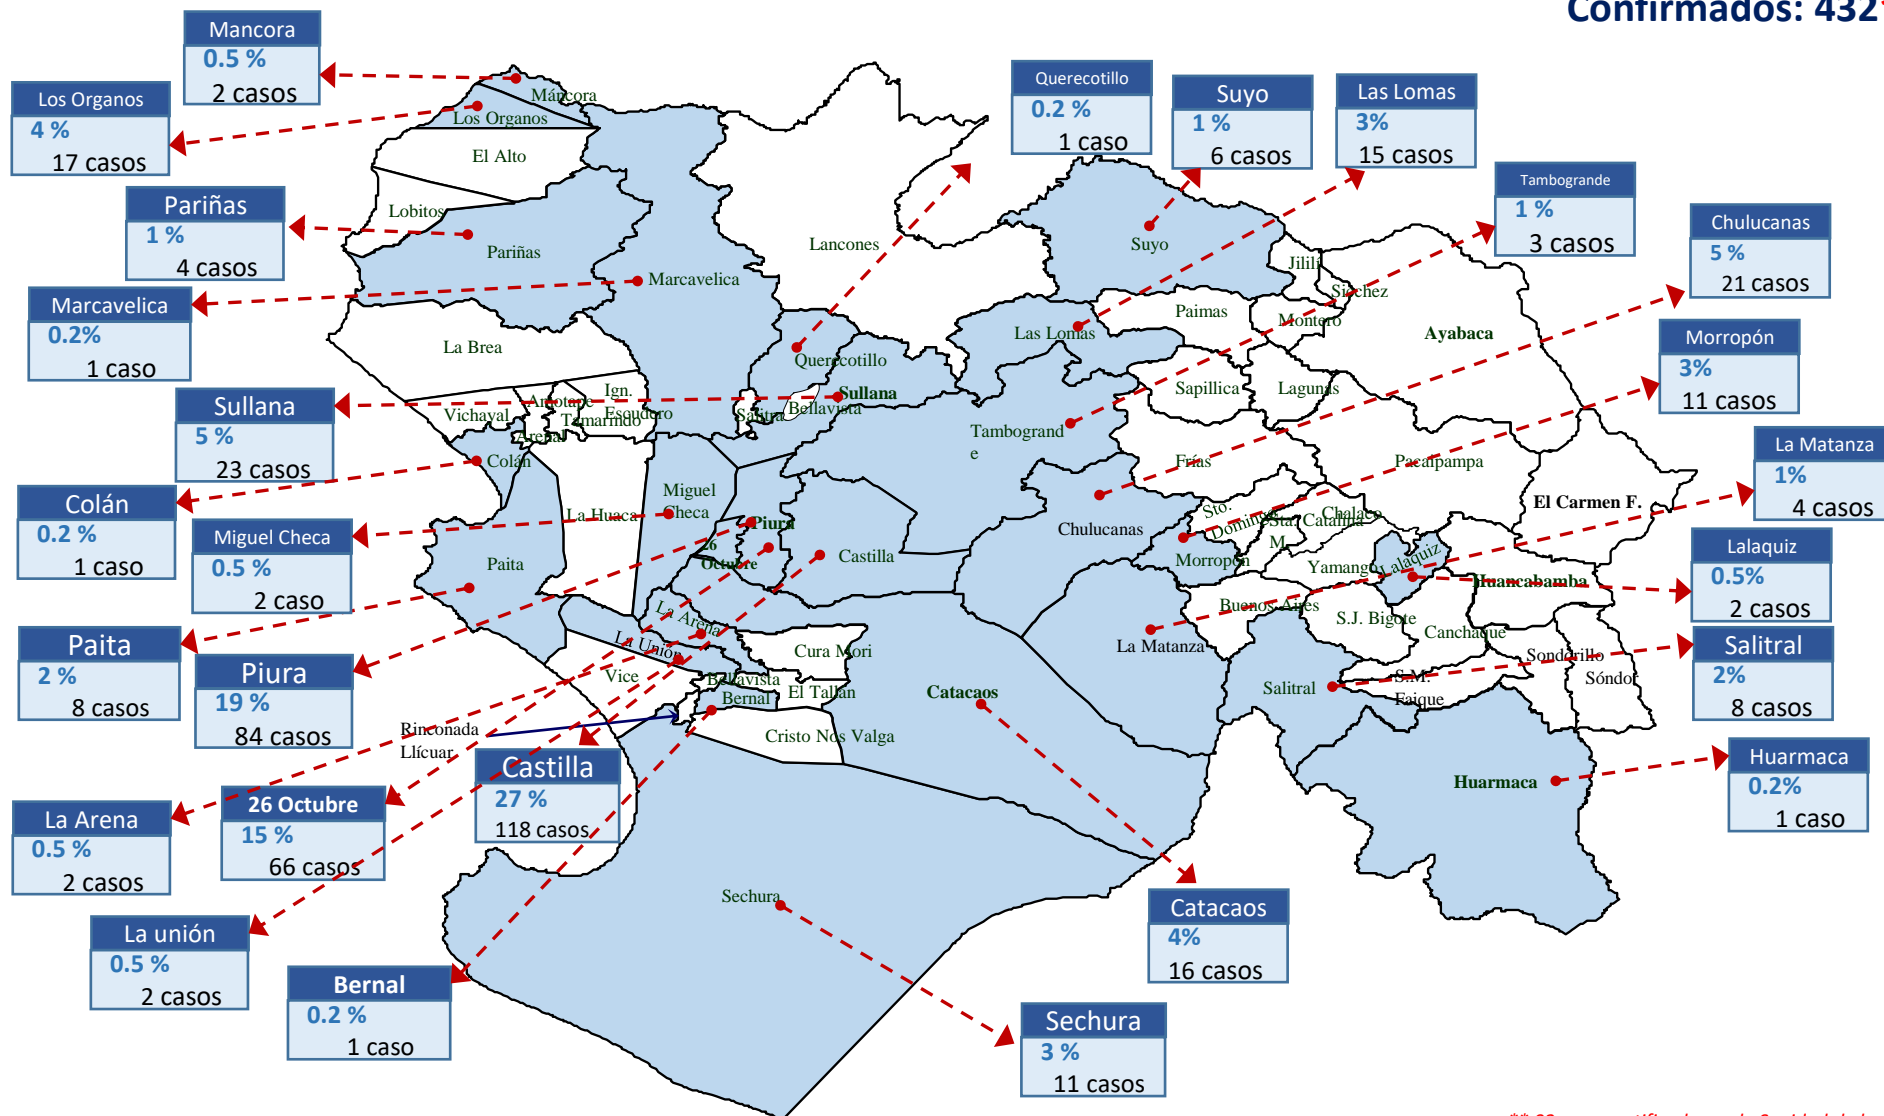 Confirmados: 432*
Mancora
0.5 %
2 casos
Los Organos
4 %
17 casos
Pariñas
1 %
4 casos
Marcavelica
0.2%
1 caso
Sullana
5 %
23 casos
Colán
0.2 %
1 caso
Miguel Checa
0.5 %
2 caso
Paita
2 %
8 casos
Piura
19 %
84 casos
La Arena
0.5 %
2 casos
26 Octubre
15 %
66 casos
La unión
0.5 %
2 casos
Bernal
0.2 %
1 caso
Castilla
27 %
118 casos
Querecotillo
0.2 %
1 caso
Suyo
1 %
6 casos
Las Lomas
3%
15 casos
Tambogrande
1 %
3 casos
Chulucanas
5 %
21 casos
Morropón
3%
11 casos
La Matanza
1%
4 casos
Lalaquiz
0.5%
2 casos
Salitral
2%
8 casos
Huarmaca
0.2%
1 caso
Catacaos
4%
16 casos
Sechura
3 %
11 casos
Máncora
Los Organos
El Alto
Lobitos
Pariñas
Marcavelica
Lancones
Suyo
Jililí
Sicchez
Paimas
Montero
Ayabaca
La Brea
Las Lomas
Querecotillo
Sullana
Bellavista
Salitral
Ign.
Escudero
Amotape
Tamarindo
Vichayal
Arenal
Colán
Sapillica
Lagunas
Tambogrand
e
Frías
Pacaipampa
El Carmen F.
La Huaca
Miguel
Checa
Piura
26
Octubre
Castilla
Chulucanas
Sto.
Domingo
Sta. Catalina
M.
Chalaco
Morropón
Yamango
Lalaquiz
Huancabamba
Paita
La Arena
La Unión
Cura Mori
Buenos Aires
S.J. Bigote
Canchaque
La Matanza
Sondorillo
Sóndor
Vice
Bellavista
Bernal
El Tallan
Catacaos
Salitral
S.M.
Faique
Rinconada
Llícuar
Cristo Nos Valga
Huarmaca
Sechura